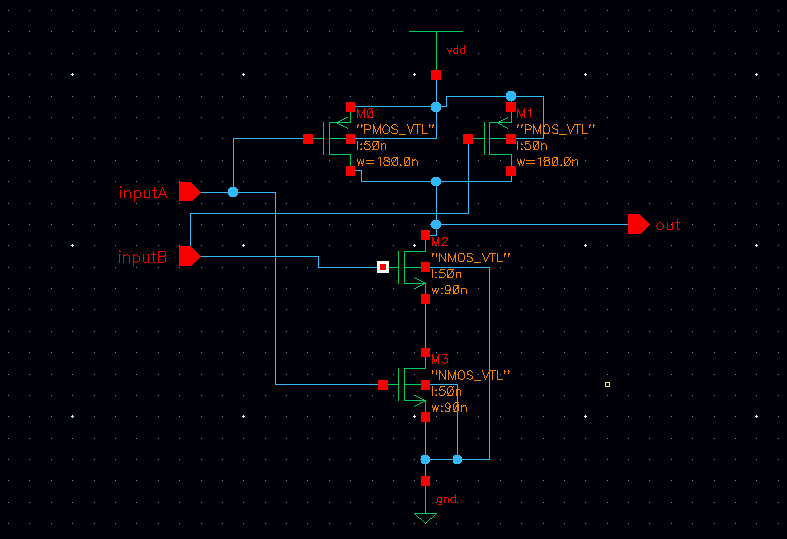 vdd
M0
"PMOS_VTL"
l:50n
w=180.0n
M1
"PMOS_VTL"
l:50n
w=180.0n
inputA
out
inputB
M2
"NMOS_VTL"
l:50n
w:90n
M3
"NMOS_VTL"
l:50n
w:90n
gnd